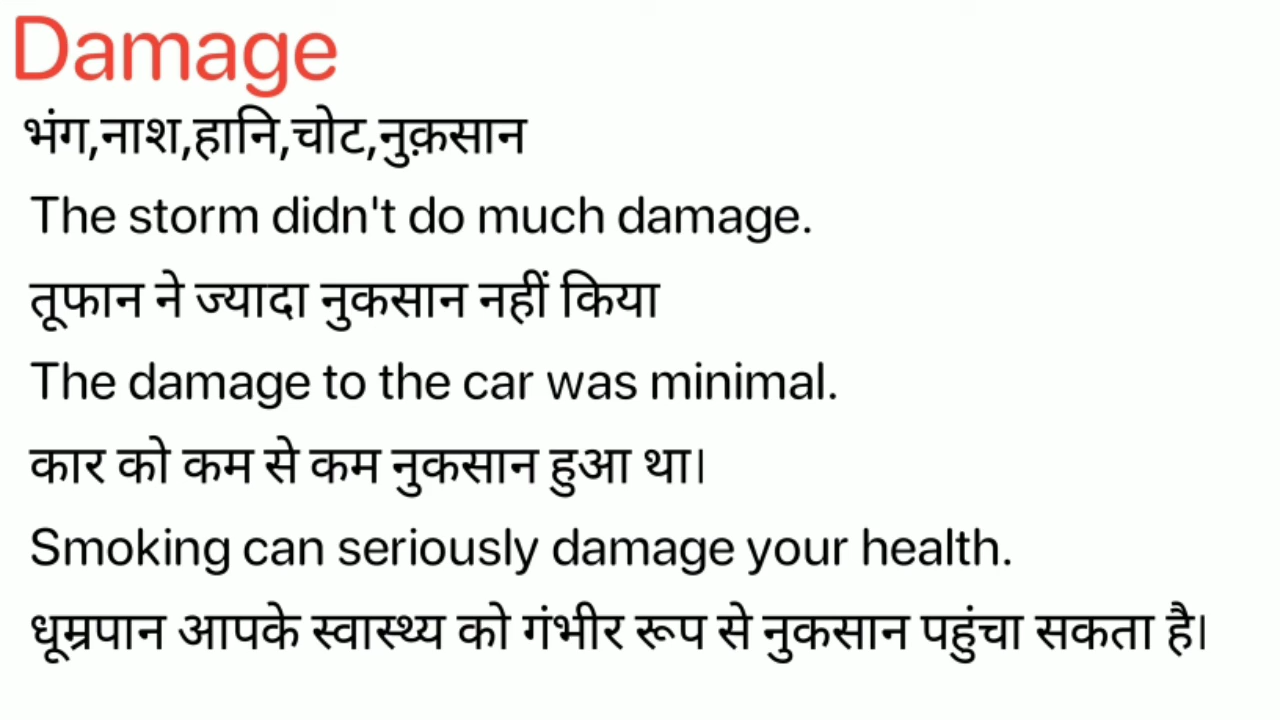 Damage
भंग,नाश,हानि,चोट,नुक़सान
The storm didn't do much damage.
तूफान ने ज्यादा नुकसान नहीं किया
The damage to the car was minimal.
कार को कम से कम नुकसान हुआ था।
Smoking can seriously damage your health.
धूम्रपान आपके स्वास्थ्य को गंभीर रूप से नुकसान पहुंचा सकता है।